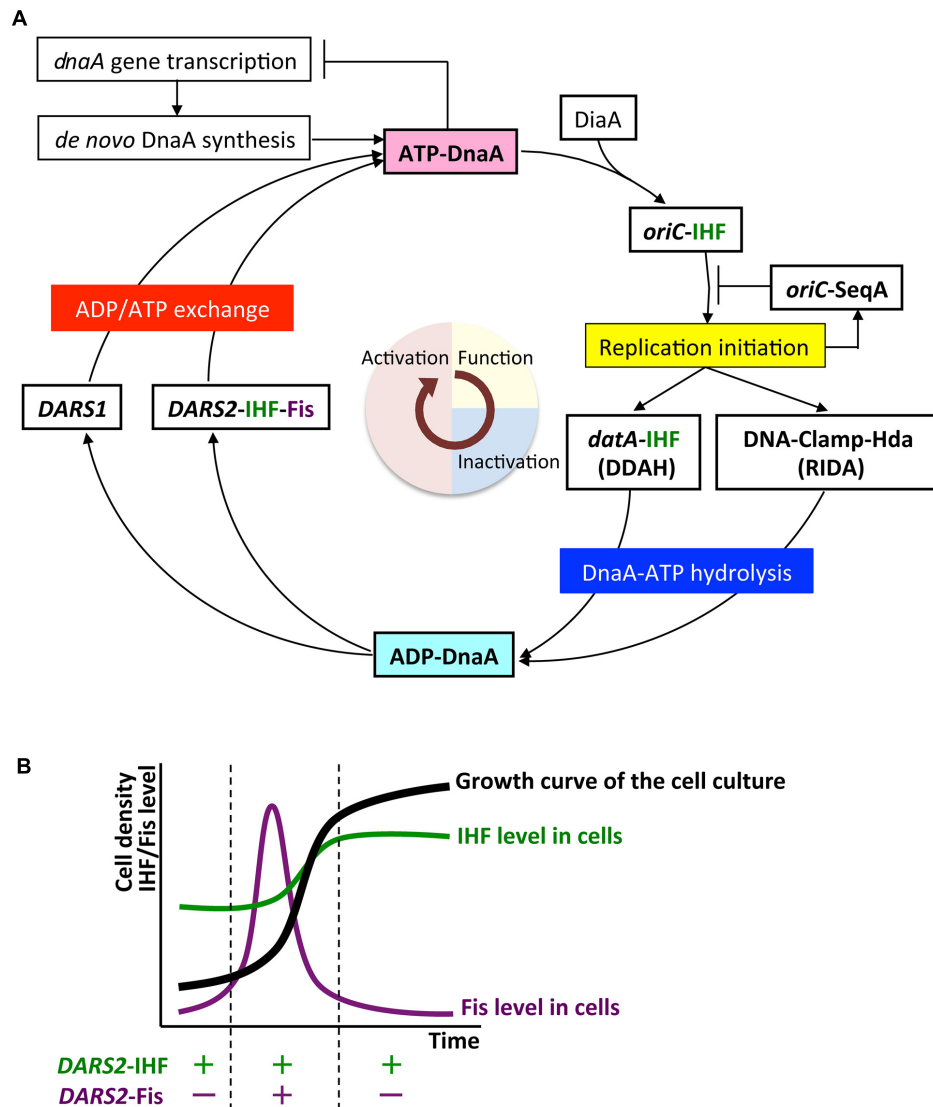 A
dnaA gene transcription
de novo DnaA synthesis
ATP-DnaA
DiaA
oriC-IHF
oriC-SeqA
ADP/ATP exchange
Replication initiation
Activation
Function
Inactivation
DARS1
DARS2-IHF-Fis
datA-IHF
(DDAH)
DNA-Clamp-Hda
(RIDA)
DnaA-ATP hydrolysis
ADP-DnaA
B
Cell density
IHF/Fis level
Growth curve of the cell culture
IHF level in cells
Fis level in cells
Time
DARS2-IHF + + +
DARS2-Fis − + −